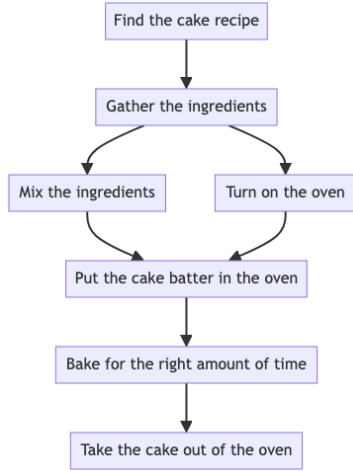 Find the cake recipe
Gather the ingredients
Mix the ingredients
Turn on the oven
Put the cake batter in the oven
Bake for the right amount of time
Take the cake out of the oven